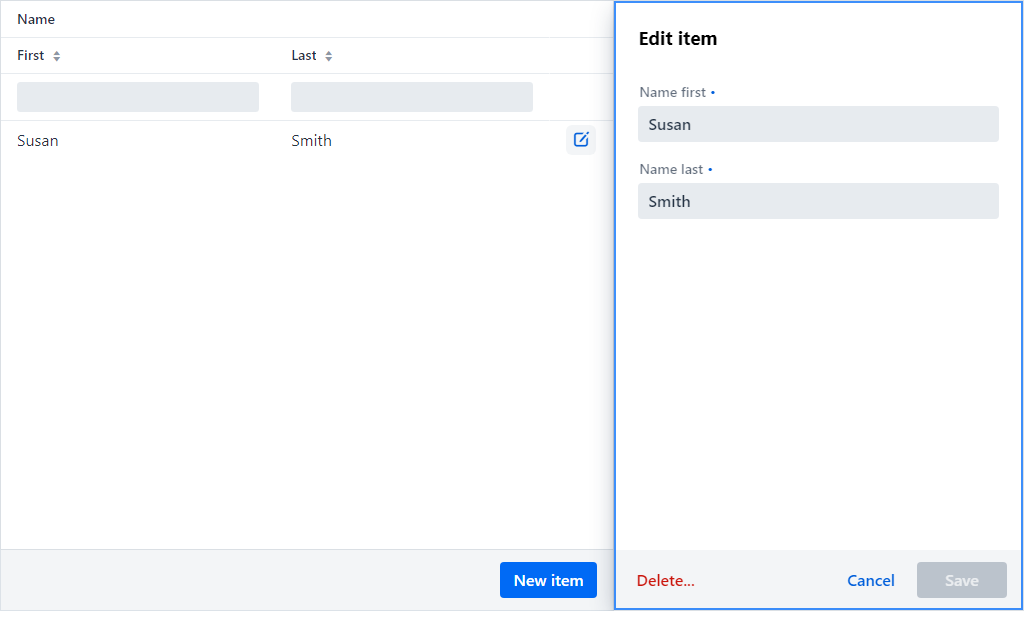 Name
First Last
Susan Smith
New item
Edit item
Name first •
Susan
Name last •
Smith
Delete... Cancel Save